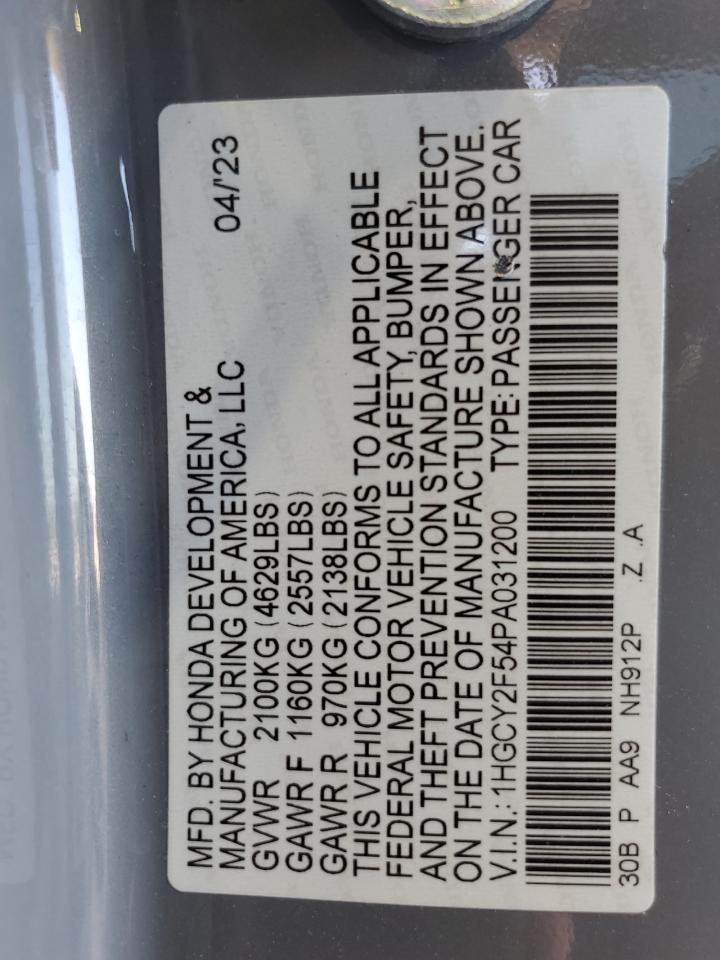 MFD. BY HONDA DEVELOPMENT &
MANUFACTURING OF AMERICA, LLC 04/'23
GVWR 2100KG (4629LBS)
GAWR F 1160KG (2557LBS)
GAWR R 970KG (2138LBS)
THIS VEHICLE CONFORMS TO ALL APPLICABLE
FEDERAL MOTOR VEHICLE SAFETY, BUMPER,
AND THEFT PREVENTION STANDARDS IN EFFECT
ON THE DATE OF MANUFACTURE SHOWN ABOVE.
V.I.N.: 1HGCY2F54PA031200 TYPE: PASSENGER CAR
30B P AA9 NH912P .Z .A